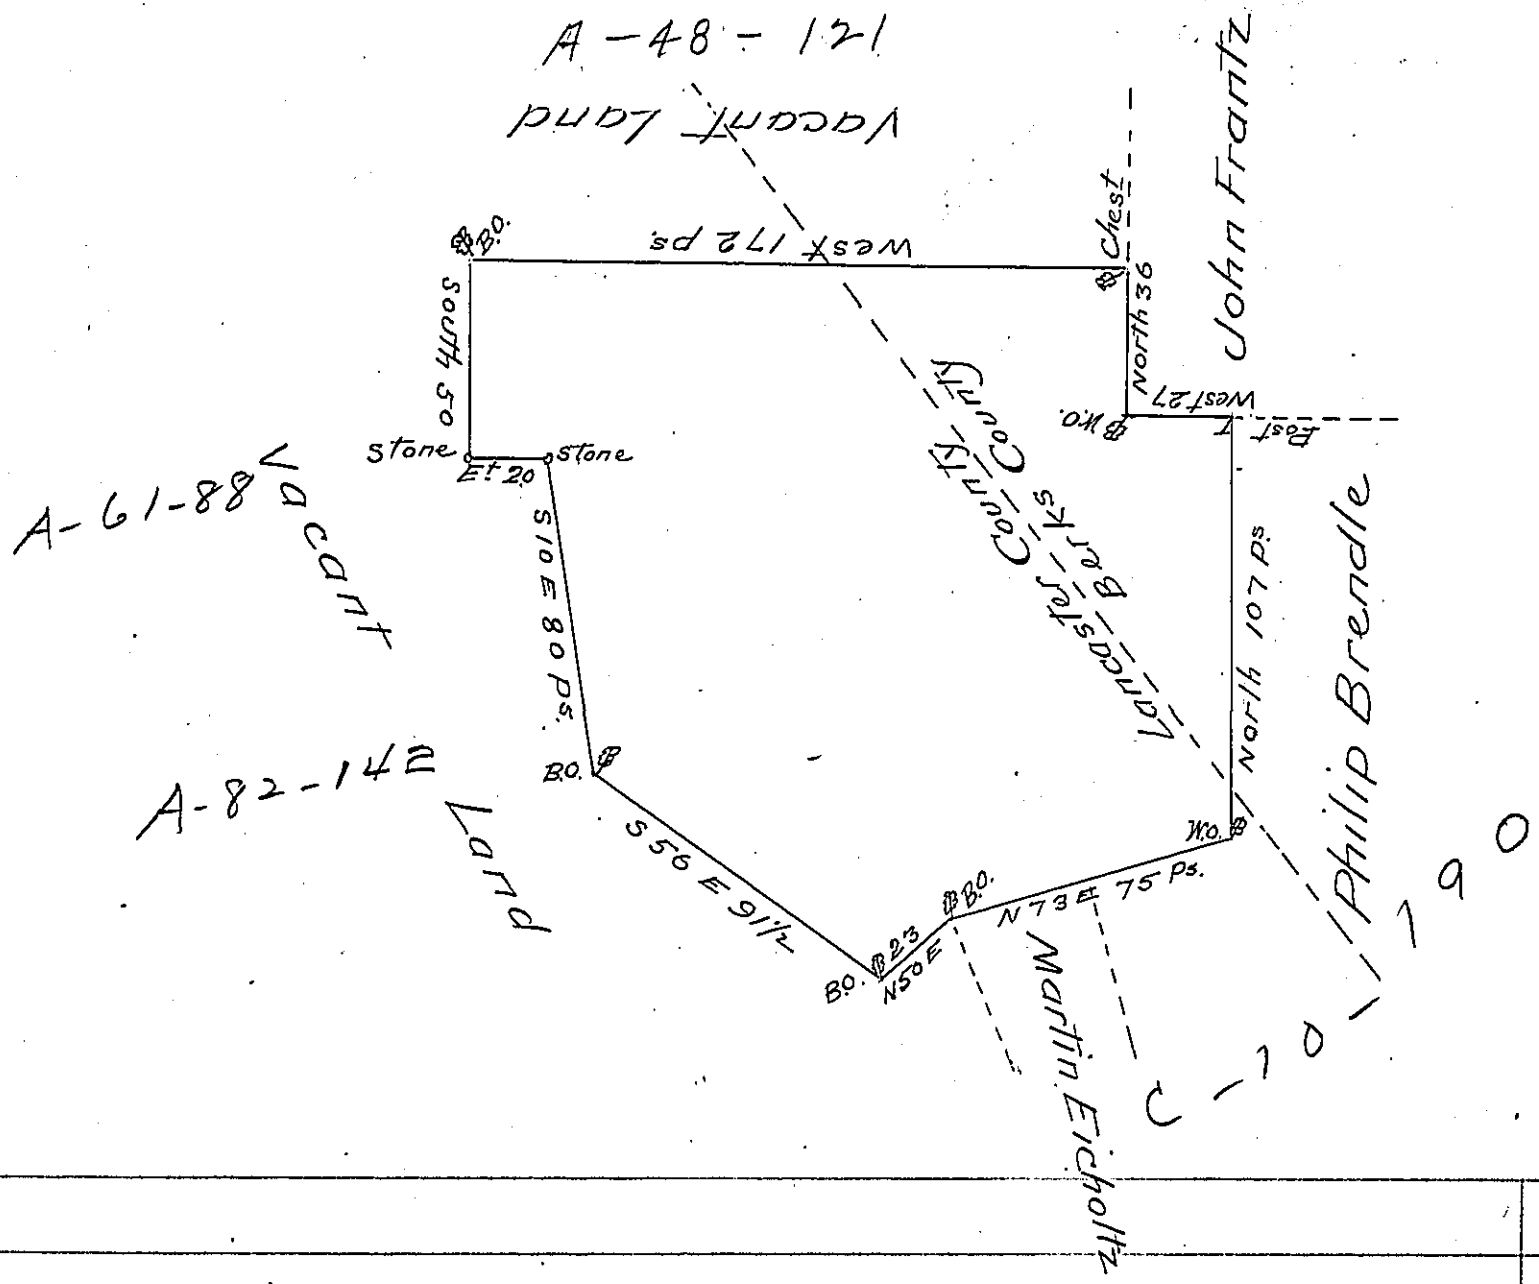 A-48-121
Vacant Land
John Frantz
B.O.
West 172 ps.
Chest
North 36
South 50
W.O.
West 27
Post
Stone
Stone
Et 20
A-61-88
Vacant
Land
Lancaster County
Berks County
S 10 E 80 Ps.
North 107 Ps.
Philip Brendle
A-82-142
B.O.
S 56 E 91½
W.O.
B.O.
N 73 E 75 Ps.
B.O.
N 50 E 23
Martin Eicholtz
C-101-190